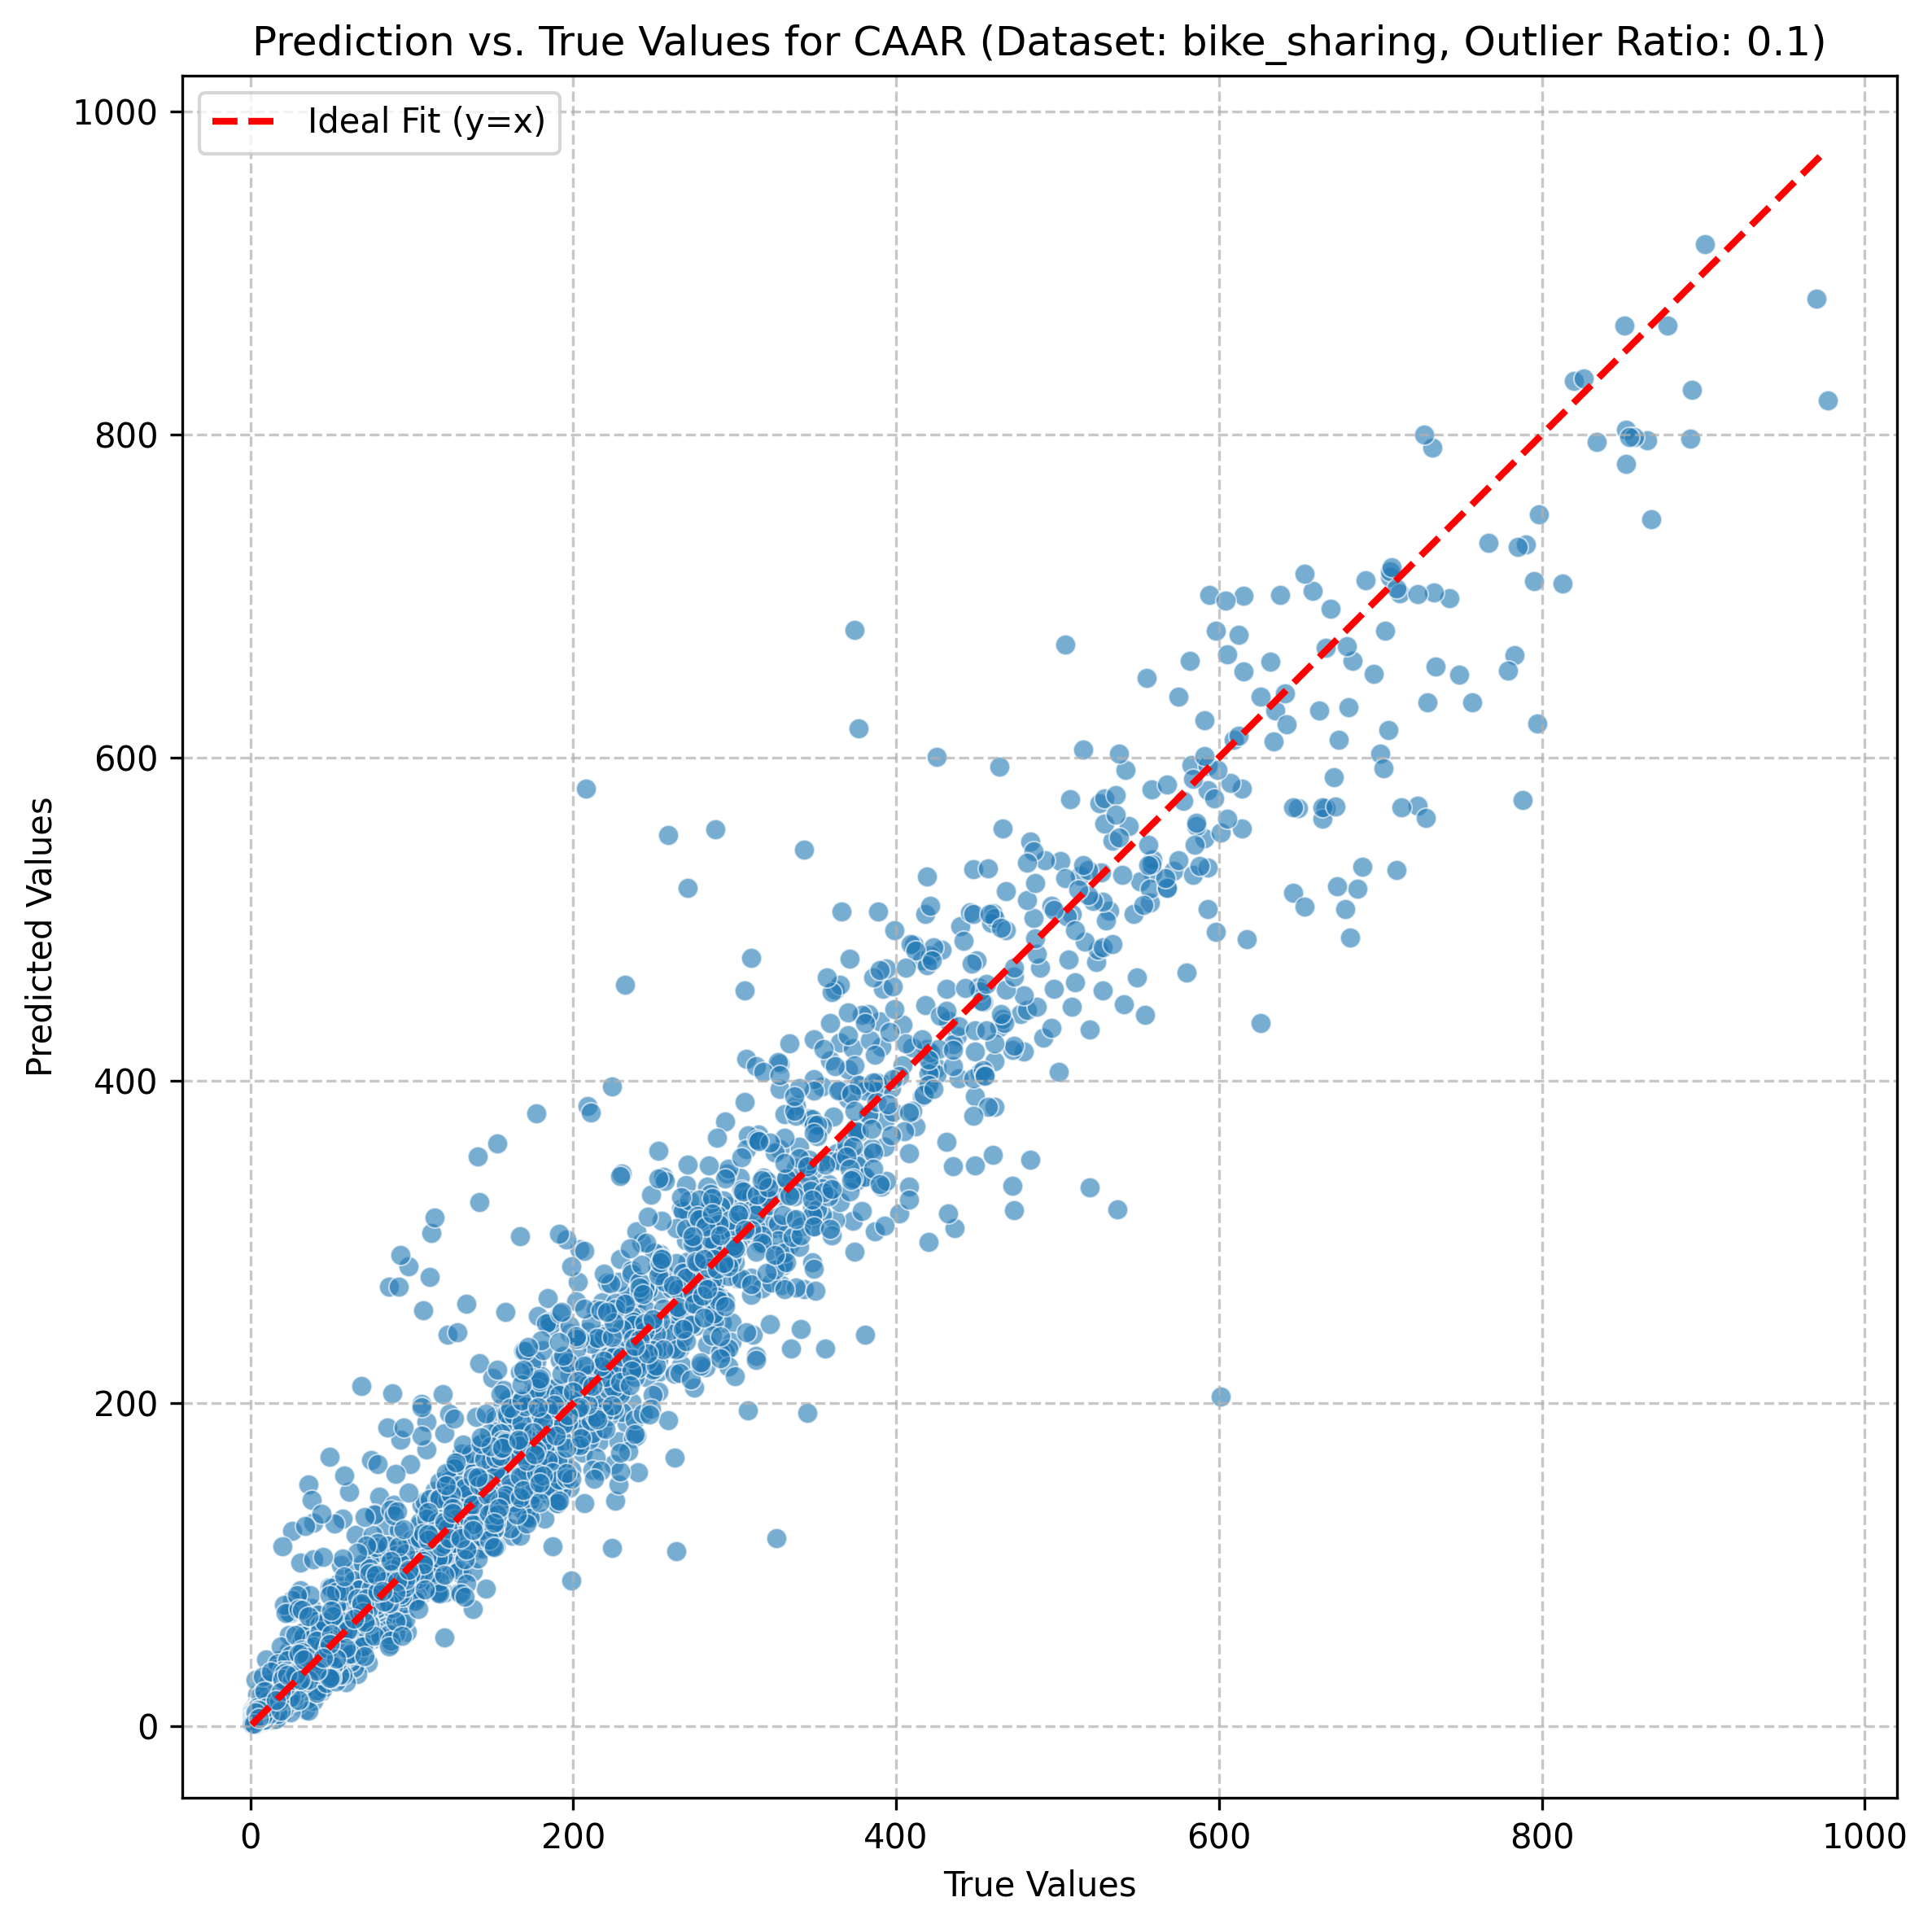 Prediction vs. True Values for CAAR (Dataset: bike_sharing, Outlier Ratio: 0.1)
Ideal Fit (y=x)
1000
800
600
400
200
0
Predicted Values
0 200 400 600 800 1000
True Values